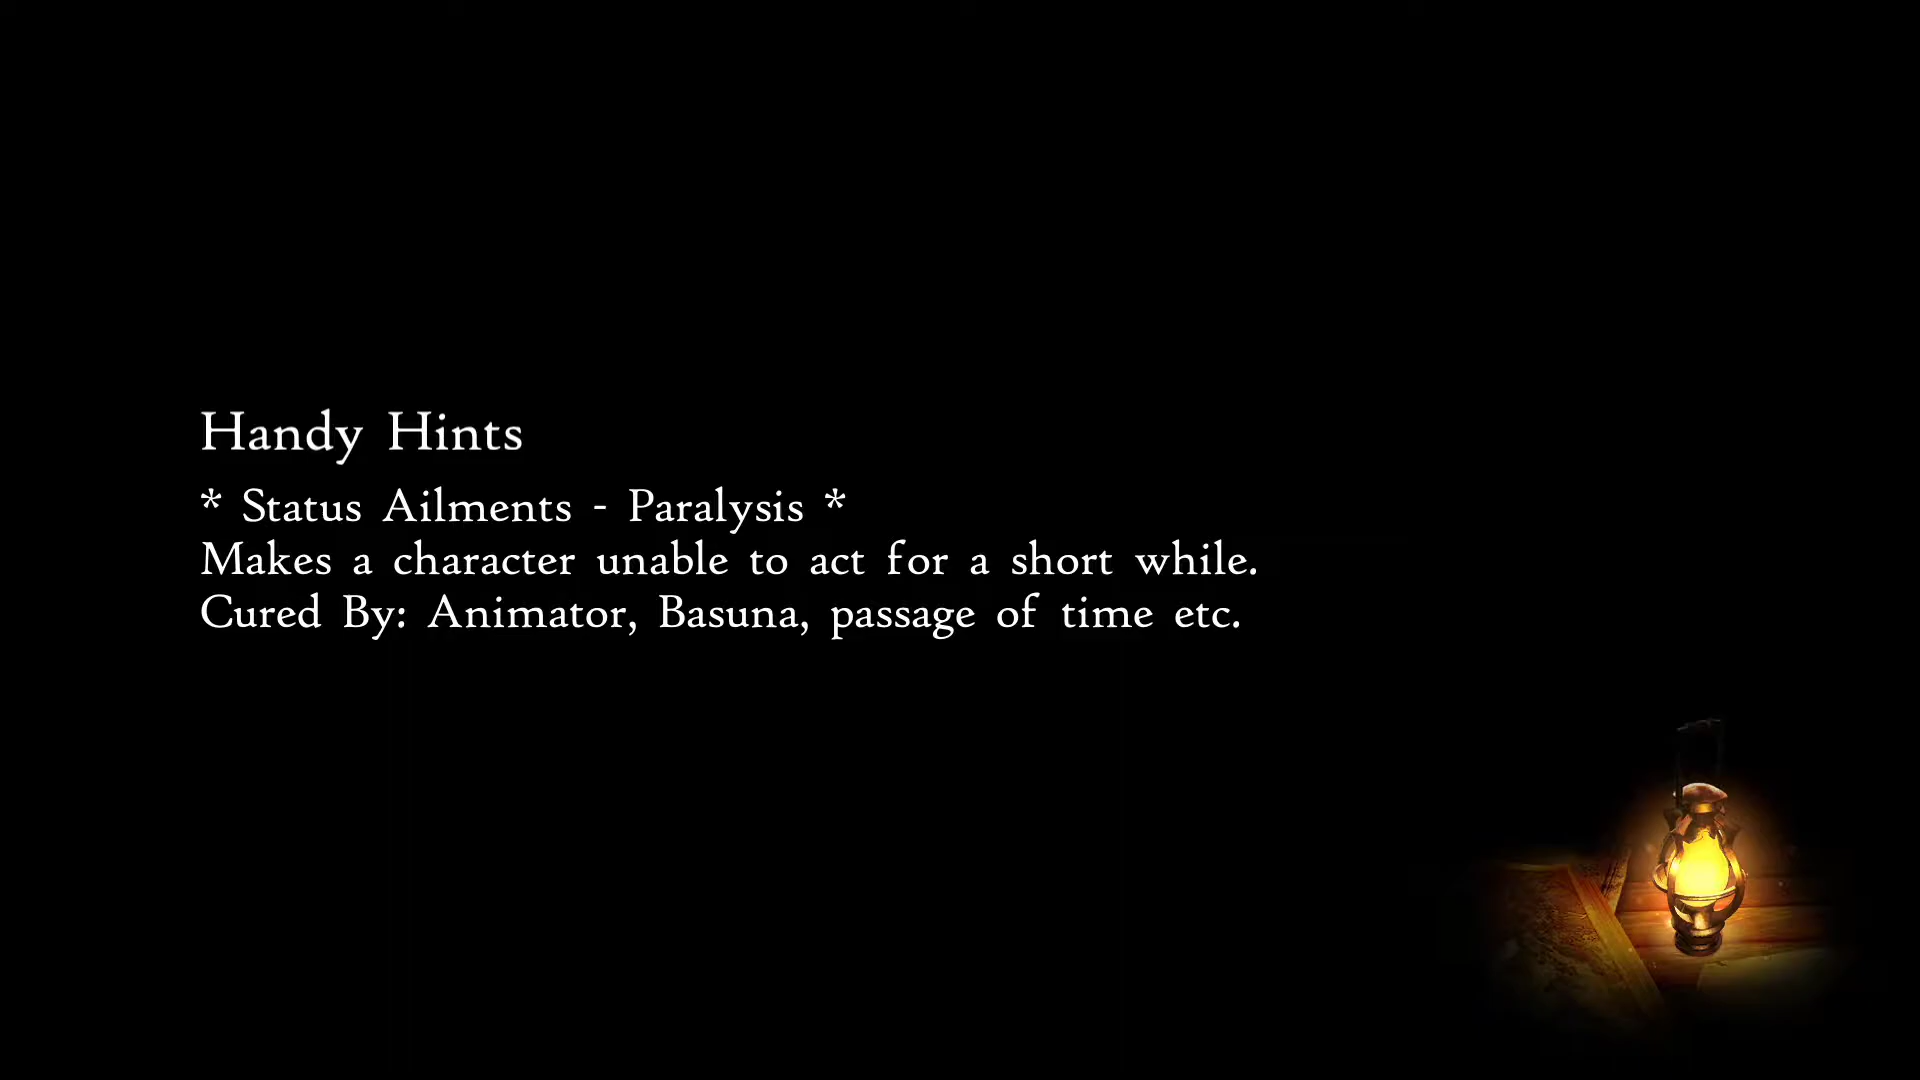 Handy Hints
* Status Ailments - Paralysis *
Makes a character unable to act for a short while.
Cured By: Animator, Basuna, passage of time etc.